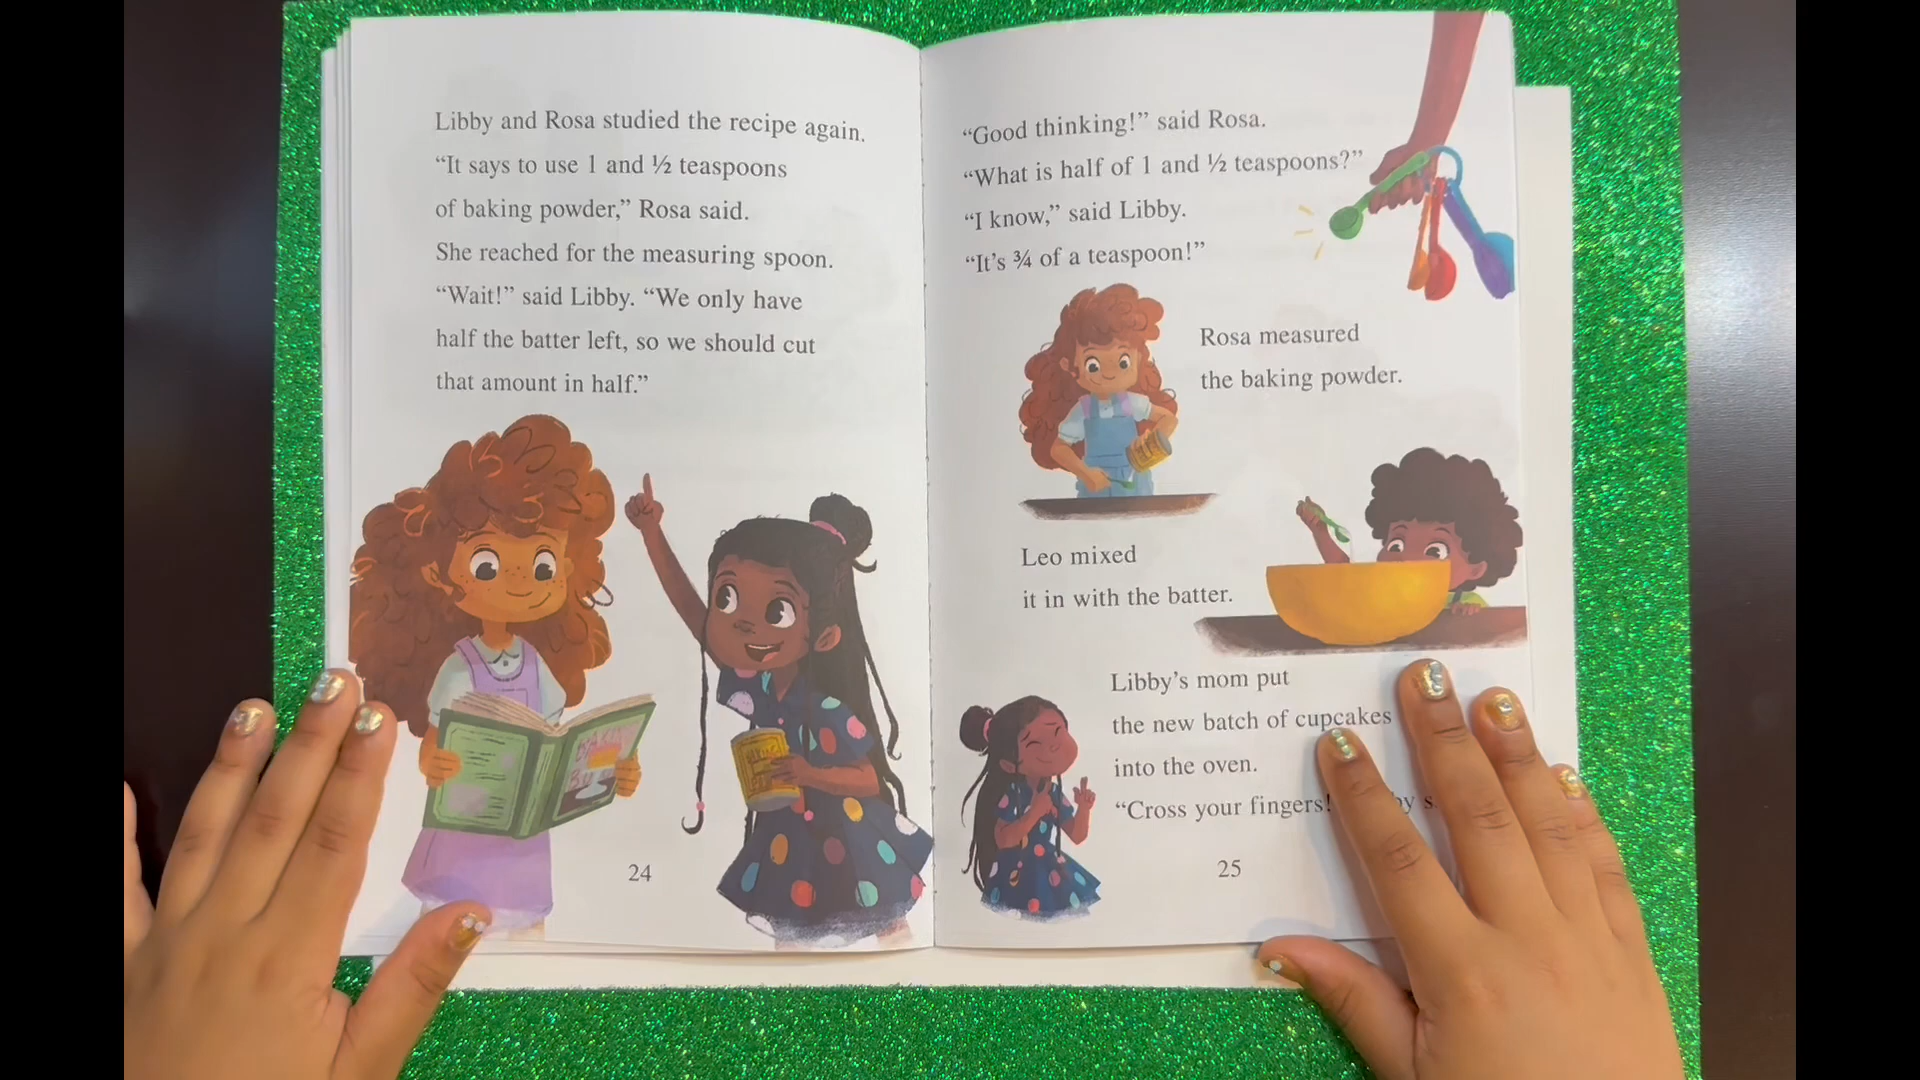 Libby and Rosa studied the recipe again.
“It says to use 1 and ½ teaspoons
of baking powder,” Rosa said.
She reached for the measuring spoon.
“Wait!” said Libby. “We only have
half the batter left, so we should cut
that amount in half.”
24
“Good thinking!” said Rosa.
“What is half of 1 and ½ teaspoons?”
“I know,” said Libby.
“It’s ¾ of a teaspoon!”
Rosa measured
the baking powder.
Leo mixed
it in with the batter.
Libby’s mom put
the new batch of cupcakes
into the oven.
“Cross your fingers!
25